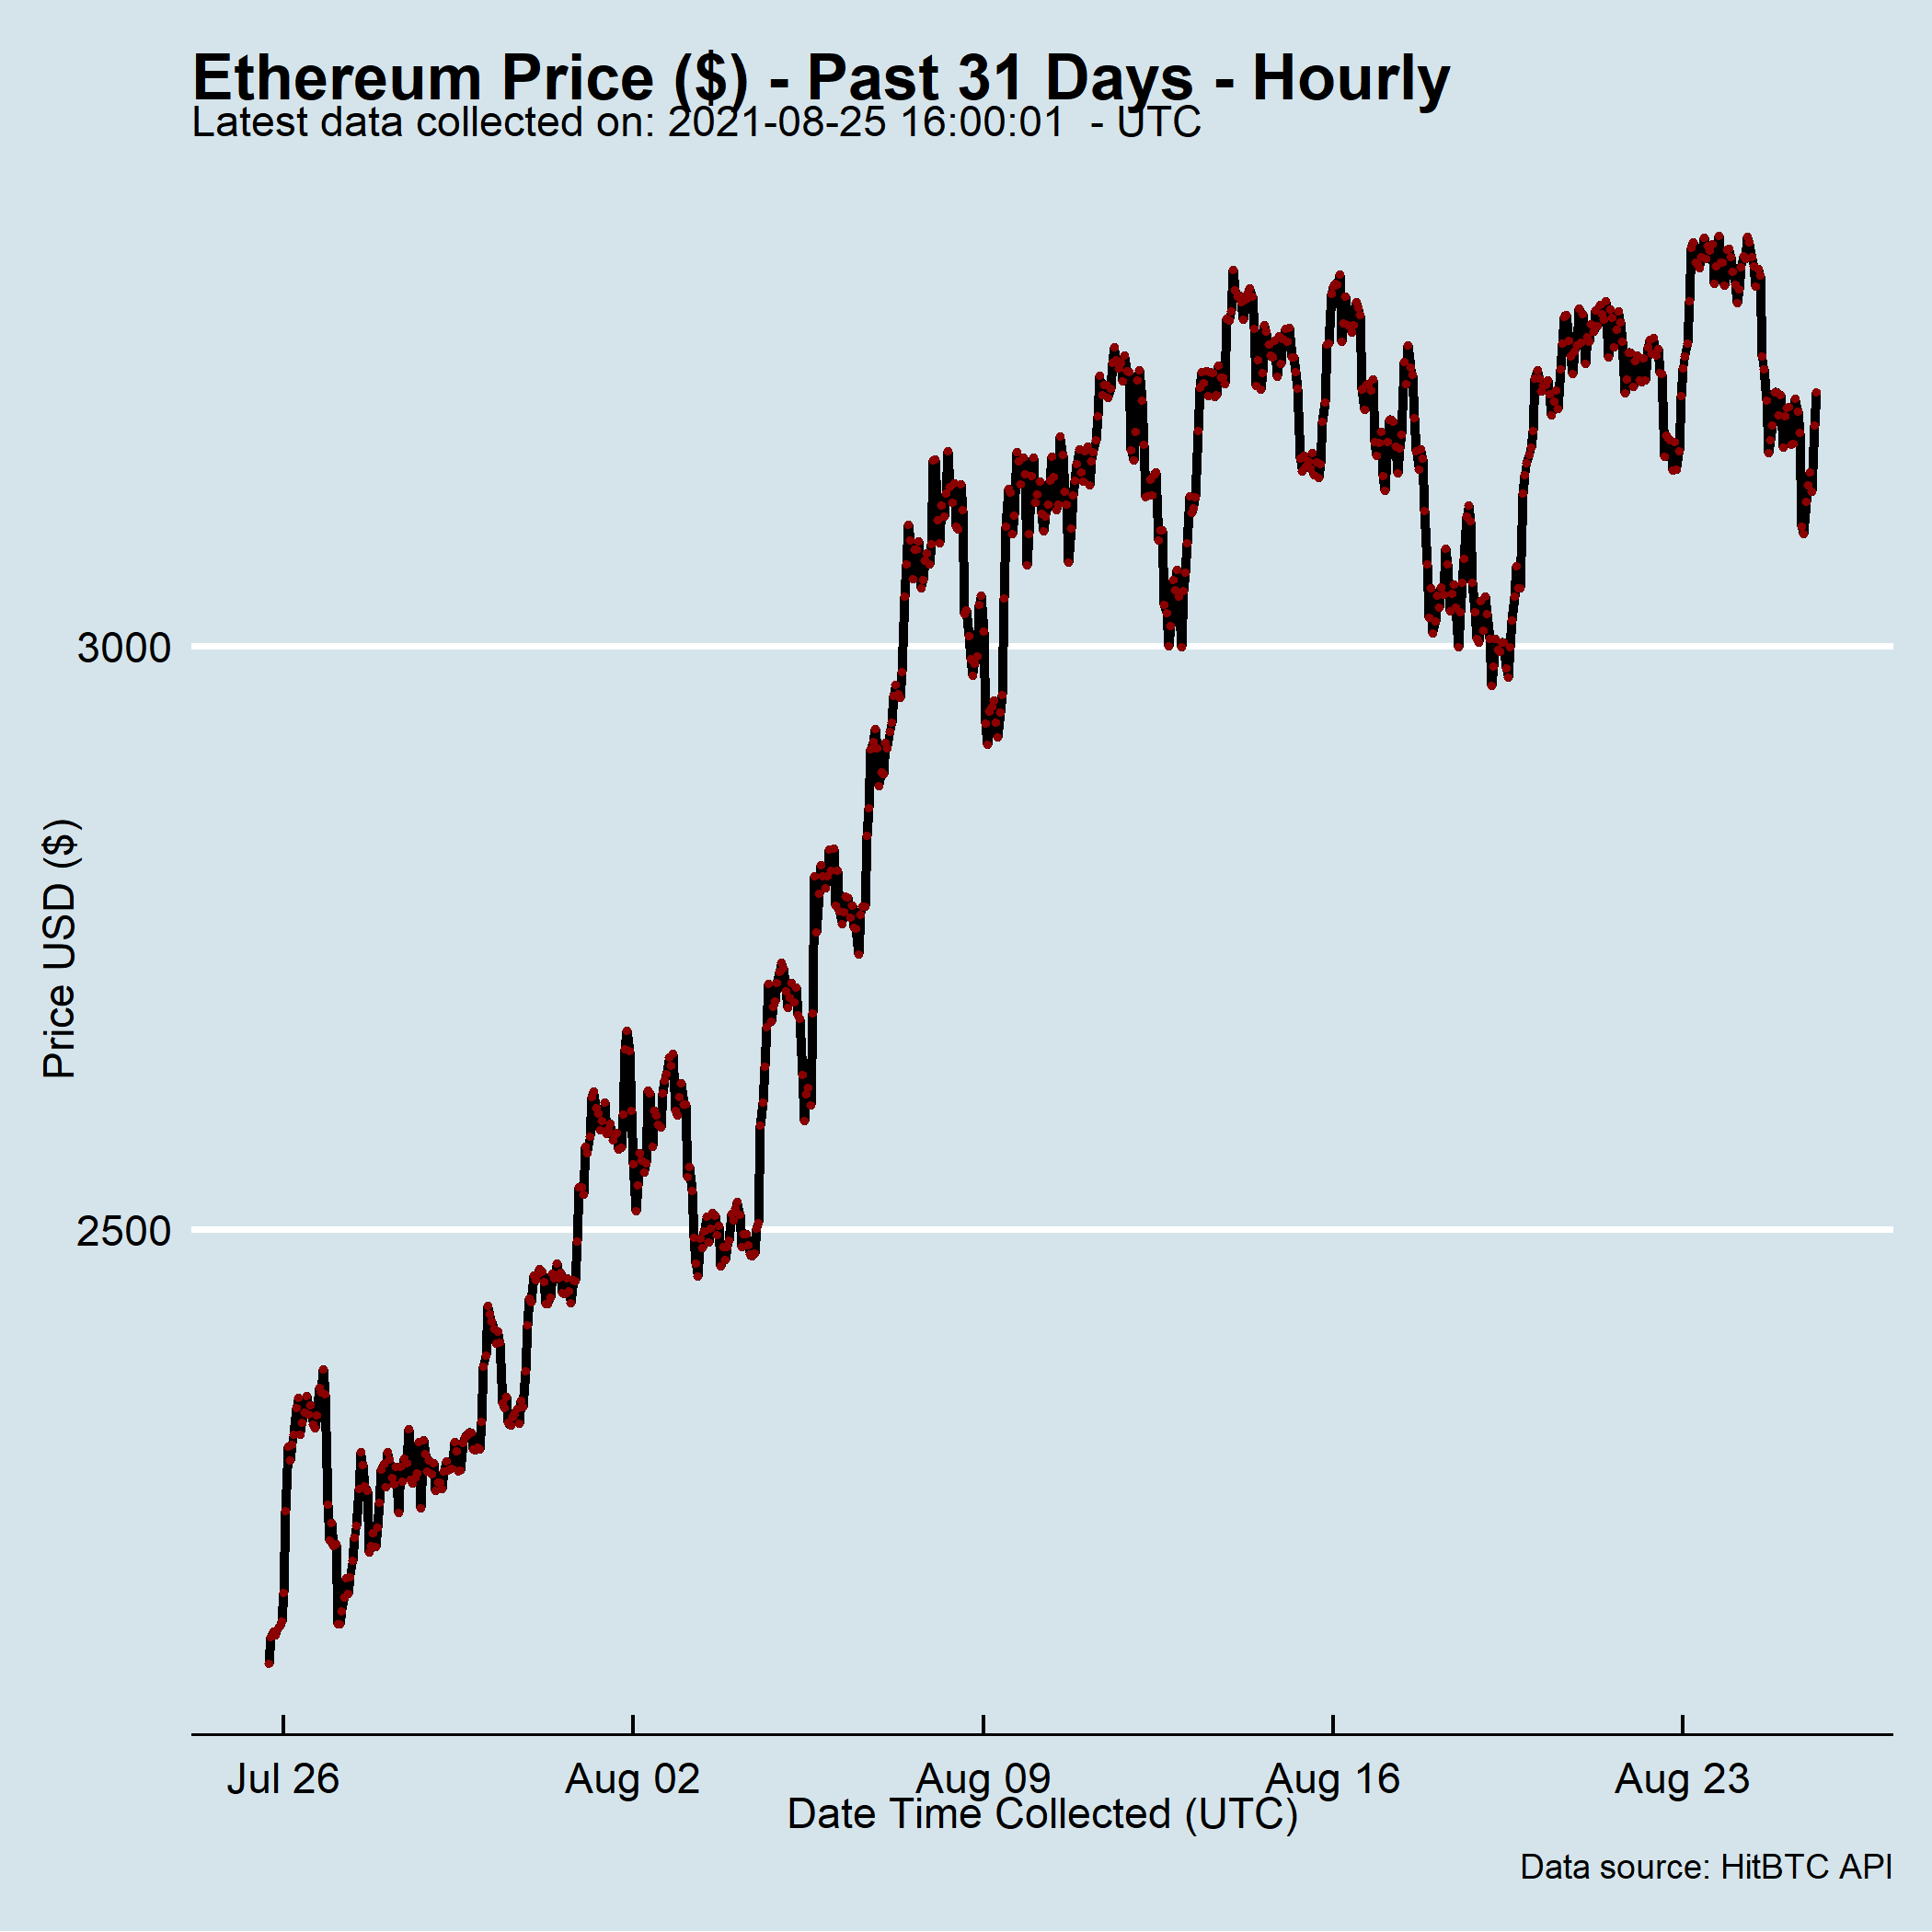 Ethereum Price ($) - Past 31 Days - Hourly
Latest data collected on: 2021-08-25 16:00:01  - UTC
3000
2500
Price USD ($)
Jul 26
Aug 02
Aug 09
Aug 16
Aug 23
Date Time Collected (UTC)
Data source: HitBTC API